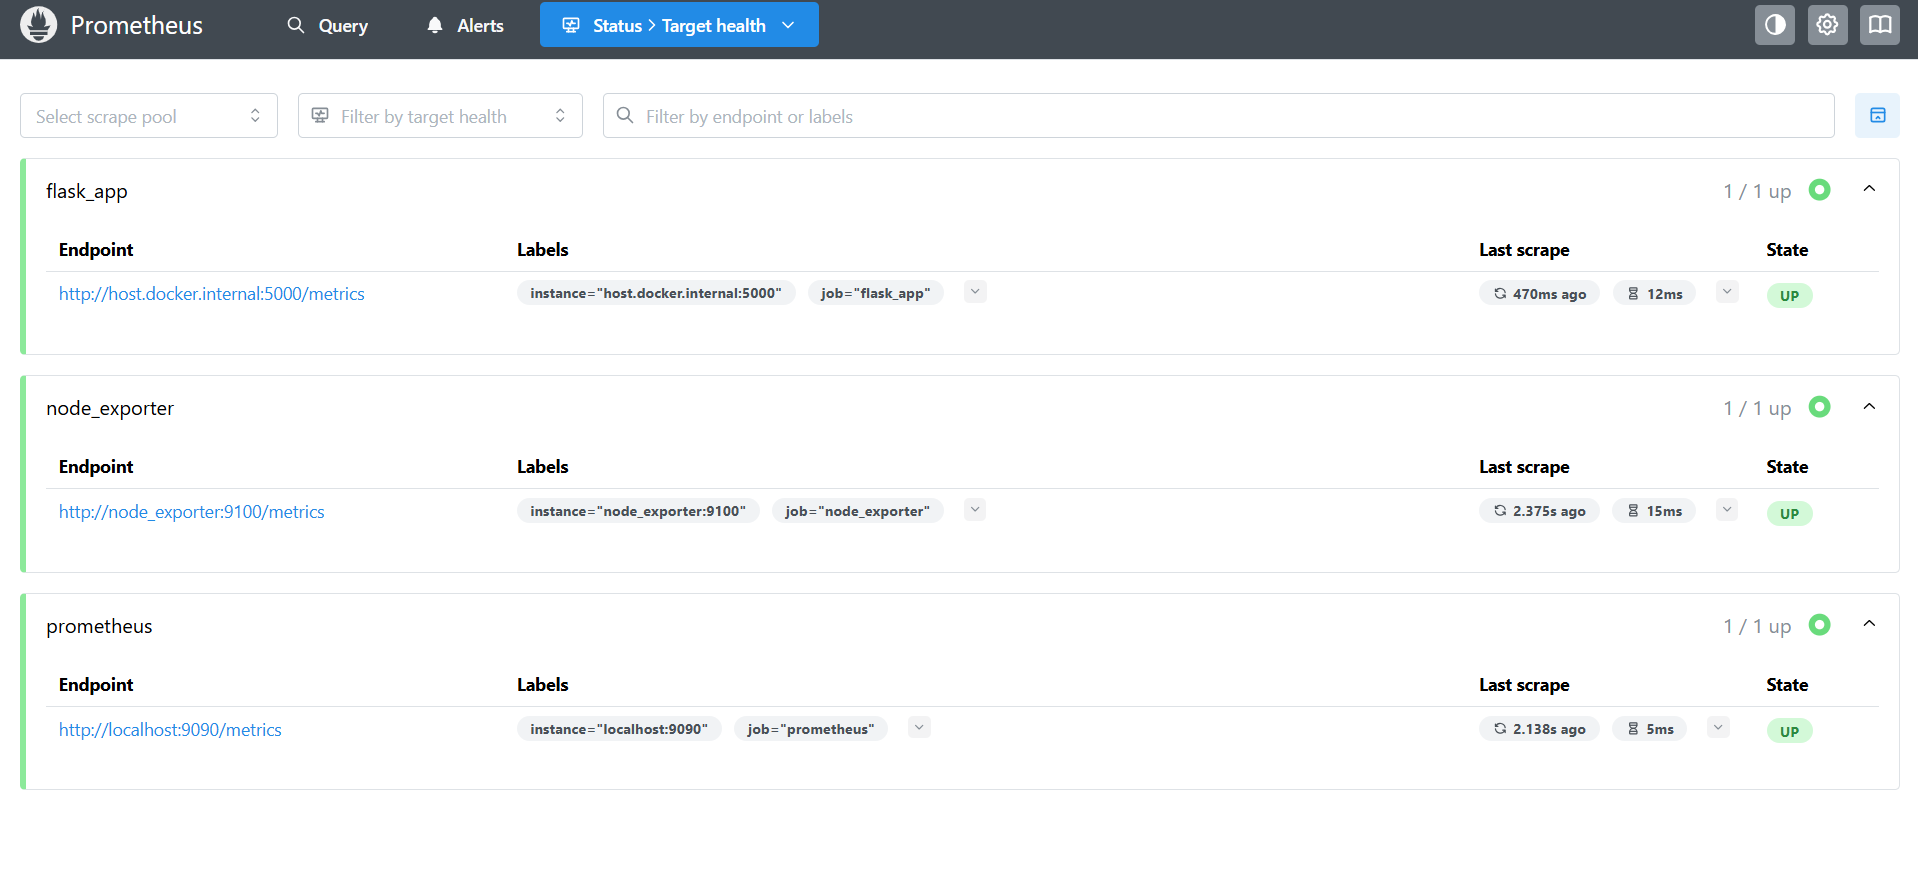 Prometheus Query Alerts Status > Target health
Select scrape pool Filter by target health Filter by endpoint or labels
flask_app 1 / 1 up
Endpoint Labels Last scrape State
http://host.docker.internal:5000/metrics instance="host.docker.internal:5000" job="flask_app" 470ms ago 12ms UP
node_exporter 1 / 1 up
Endpoint Labels Last scrape State
http://node_exporter:9100/metrics instance="node_exporter:9100" job="node_exporter" 2.375s ago 15ms UP
prometheus 1 / 1 up
Endpoint Labels Last scrape State
http://localhost:9090/metrics instance="localhost:9090" job="prometheus" 2.138s ago 5ms UP